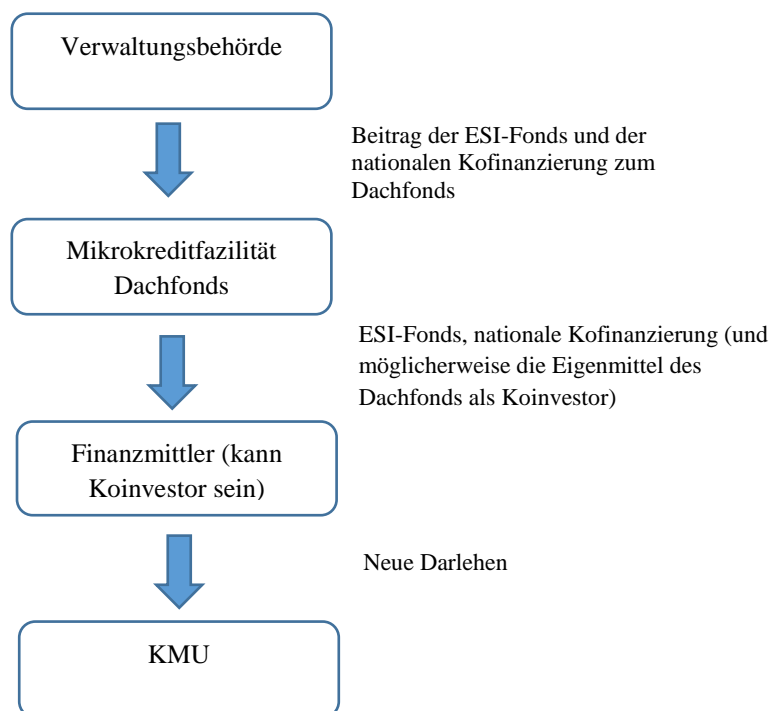 Verwaltungsbehörde
Beitrag der ESI-Fonds und der
nationalen Kofinanzierung zum
Dachfonds
Mikrokreditfazilität
Dachfonds
ESI-Fonds, nationale Kofinanzierung (und
möglicherweise die Eigenmittel des
Dachfonds als Koinvestor)
Finanzmittler (kann
Koinvestor sein)
Neue Darlehen
KMU